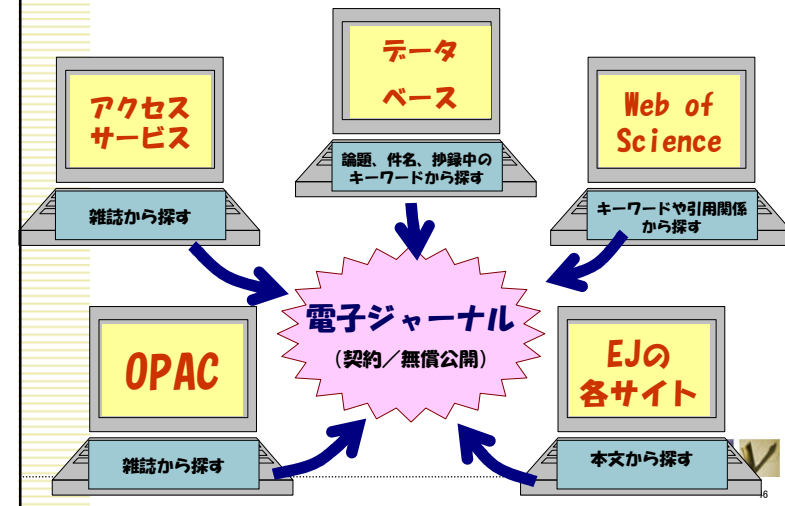 データ
ベース
論題、件名、抄録中の
キーワードから探す
アクセス
サービス
雑誌から探す
Web of
Science
キーワードや引用関係
から探す
電子ジャーナル
（契約／無償公開）
OPAC
雑誌から探す
EJの
各サイト
本文から探す